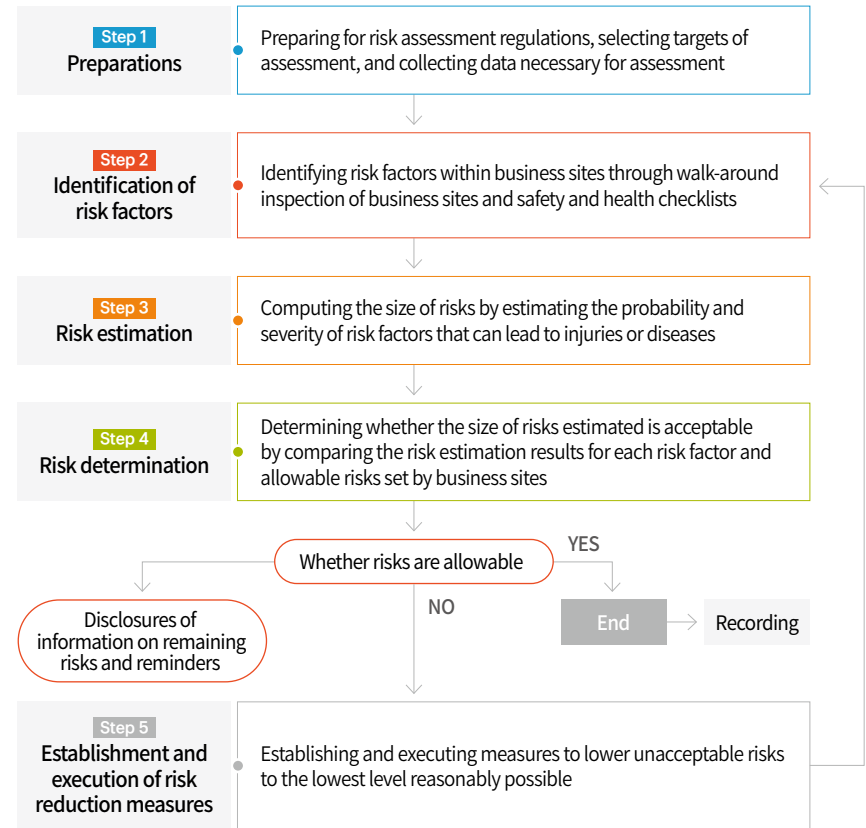 Step 1
Preparations
Preparing for risk assessment regulations, selecting targets of
assessment, and collecting data necessary for assessment
Step 2
Identification of
risk factors
Identifying risk factors within business sites through walk-around
inspection of business sites and safety and health checklists
Step 3
Risk estimation
Computing the size of risks by estimating the probability and
severity of risk factors that can lead to injuries or diseases
Step 4
Risk determination
Determining whether the size of risks estimated is acceptable
by comparing the risk estimation results for each risk factor and
allowable risks set by business sites
Whether risks are allowable
YES
NO
Disclosures of
information on remaining
risks and reminders
End
Recording
Step 5
Establishment and
execution of risk
reduction measures
Establishing and executing measures to lower unacceptable risks
to the lowest level reasonably possible